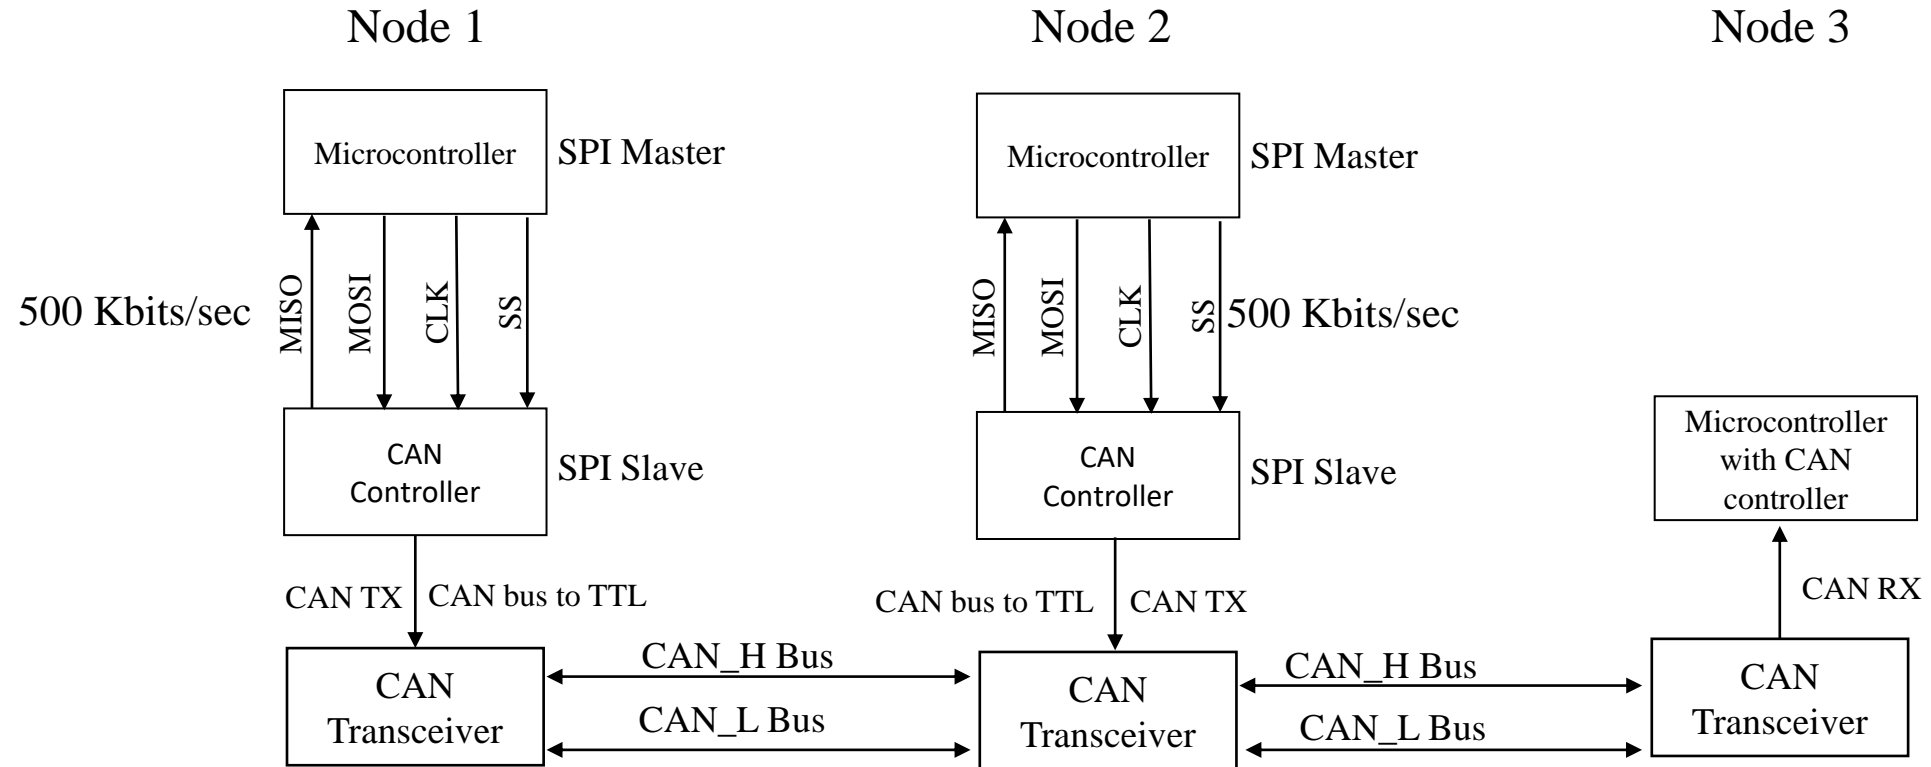 Node 1
Node 2
Node 3
Microcontroller
SPI Master
Microcontroller
SPI Master
500 Kbits/sec
MISO
MOSI
CLK
SS
MISO
MOSI
CLK
SS
500 Kbits/sec
CAN
Controller
SPI Slave
CAN
Controller
SPI Slave
Microcontroller
with CAN
controller
CAN TX
CAN bus to TTL
CAN bus to TTL
CAN TX
CAN RX
CAN
Transceiver
CAN_H Bus
CAN_L Bus
CAN
Transceiver
CAN_H Bus
CAN_L Bus
CAN
Transceiver